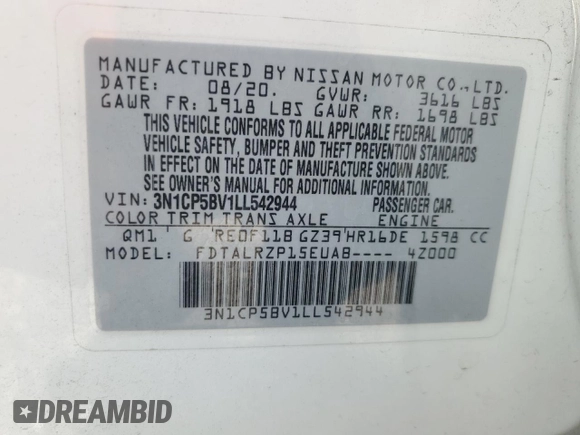 MANUFACTURED BY NISSAN MOTOR CO.,LTD.
DATE: 08/20. GVWR: 3616 LBS
GAWR FR: 1918 LBS GAWR RR: 1698 LBS
THIS VEHICLE CONFORMS TO ALL APPLICABLE FEDERAL MOTOR
VEHICLE SAFETY, BUMPER AND THEFT PREVENTION STANDARDS
IN EFFECT ON THE DATE OF MANUFACTURE SHOWN ABOVE.
SEE OWNER'S MANUAL FOR ADDITIONAL INFORMATION.
VIN: 3N1CP5BV1LL542944 PASSENGER CAR.
COLOR TRIM TRANS AXLE ENGINE
QM1 ' G 'RE0F11B GZ39'HR16DE 1598 CC
MODEL: FDTALRZP15EUAB---- 4Z000
3N1CP5BV1LL542944
DREAMBID